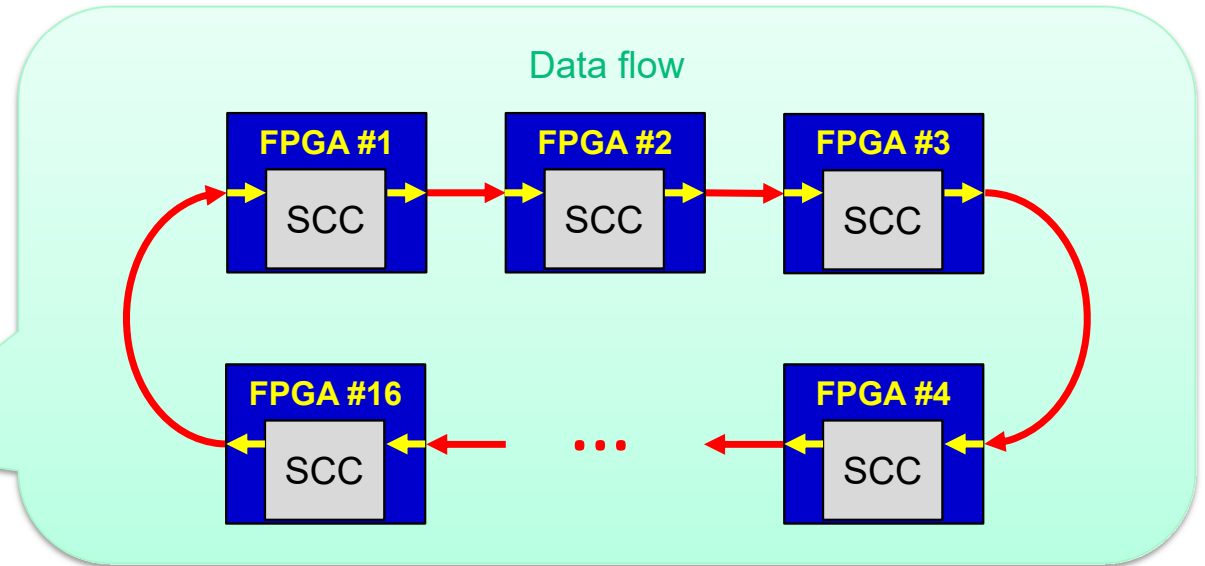 Data flow
FPGA #1
SCC
FPGA #2
SCC
FPGA #3
SCC
FPGA #16
SCC
...
FPGA #4
SCC